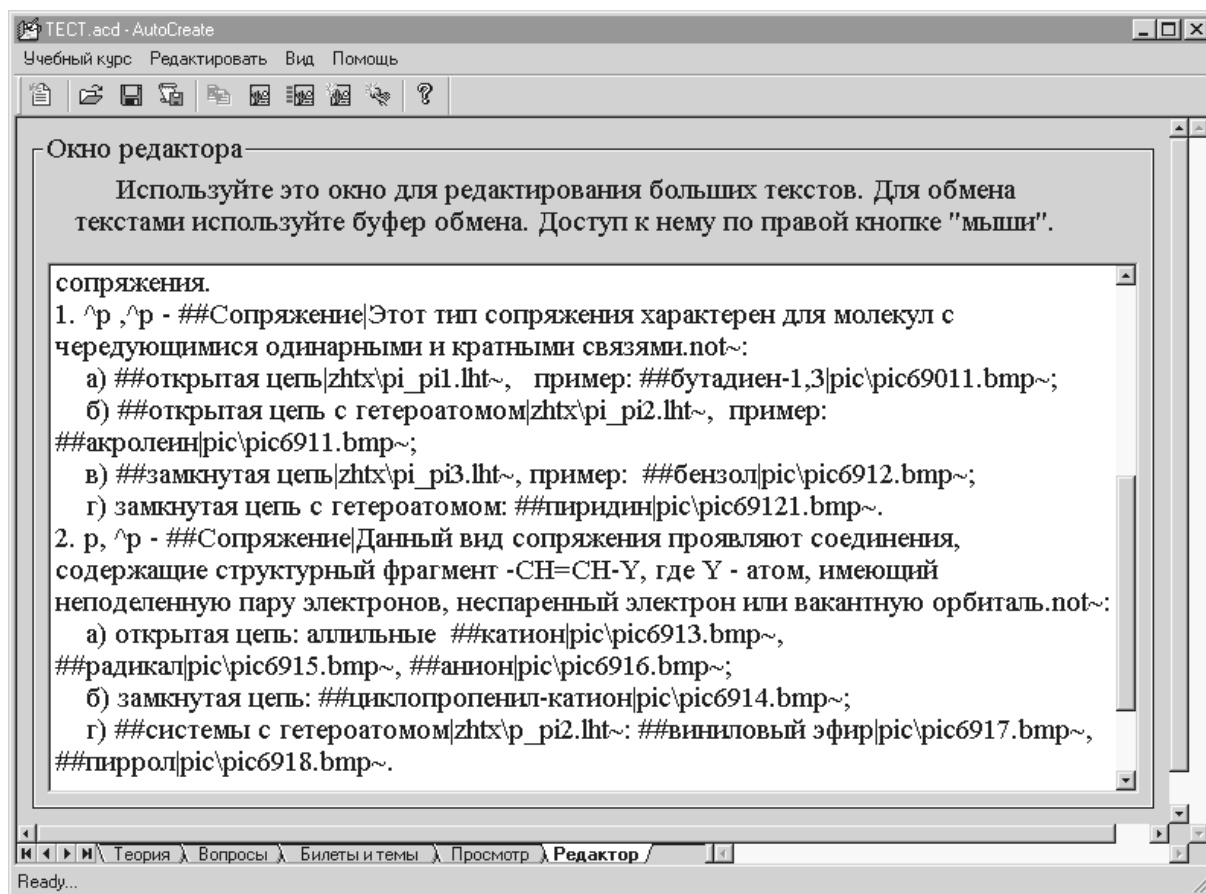 ТЕСТ.acd - AutoCreate
Учебный курс Редактировать Вид Помощь
Окно редактора
Используйте это окно для редактирования больших текстов. Для обмена
текстами используйте буфер обмена. Доступ к нему по правой кнопке "мыши".
сопряжения.
1. ^p ,^p - ##Сопряжение|Этот тип сопряжения характерен для молекул с
чередующимися одинарными и кратными связями.not~:
а) ##открытая цепь|zhtx\pi_pi1.lht~, пример: ##бутадиен-1,3|pic\pic69011.bmp~;
б) ##открытая цепь с гетероатомом|zhtx\pi_pi2.lht~, пример:
##акролеин|pic\pic6911.bmp~;
в) ##замкнутая цепь|zhtx\pi_pi3.lht~, пример: ##бензол|pic\pic6912.bmp~;
г) замкнутая цепь с гетероатомом: ##пиридин|pic\pic69121.bmp~.
2. p, ^p - ##Сопряжение|Данный вид сопряжения проявляют соединения,
содержащие структурный фрагмент -CH=CH-Y, где Y - атом, имеющий
неподеленную пару электронов, неспаренный электрон или вакантную орбиталь.not~:
а) открытая цепь: аллильные ##катион|pic\pic6913.bmp~,
##радикал|pic\pic6915.bmp~, ##анион|pic\pic6916.bmp~;
б) замкнутая цепь: ##циклопропенил-катион|pic\pic6914.bmp~;
г) ##системы с гетероатомом|zhtx\p_pi2.lht~: ##виниловый эфир|pic\pic6917.bmp~,
##пиррол|pic\pic6918.bmp~.
Теория Вопросы Билеты и темы Просмотр Редактор
Ready...